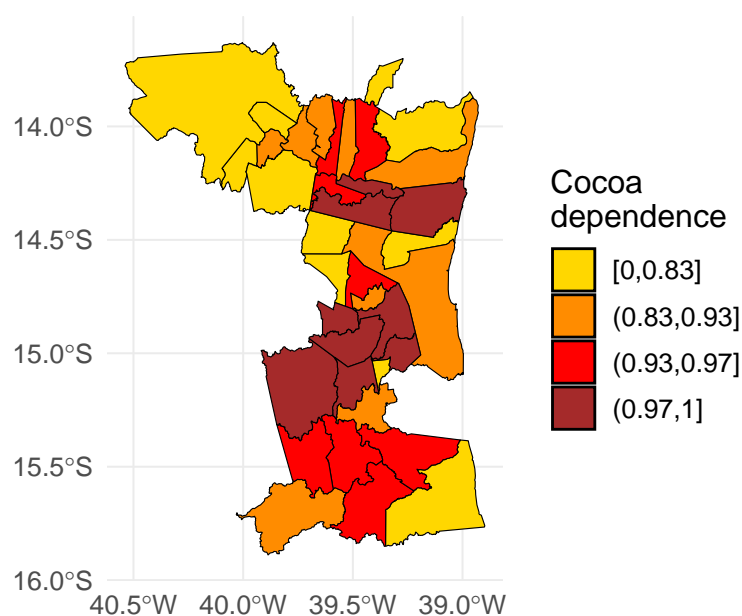 14.0°S
14.5°S
15.0°S
15.5°S
16.0°S
40.5°W 40.0°W 39.5°W 39.0°W
Cocoa
dependence
[0,0.83]
(0.83,0.93]
(0.93,0.97]
(0.97,1]